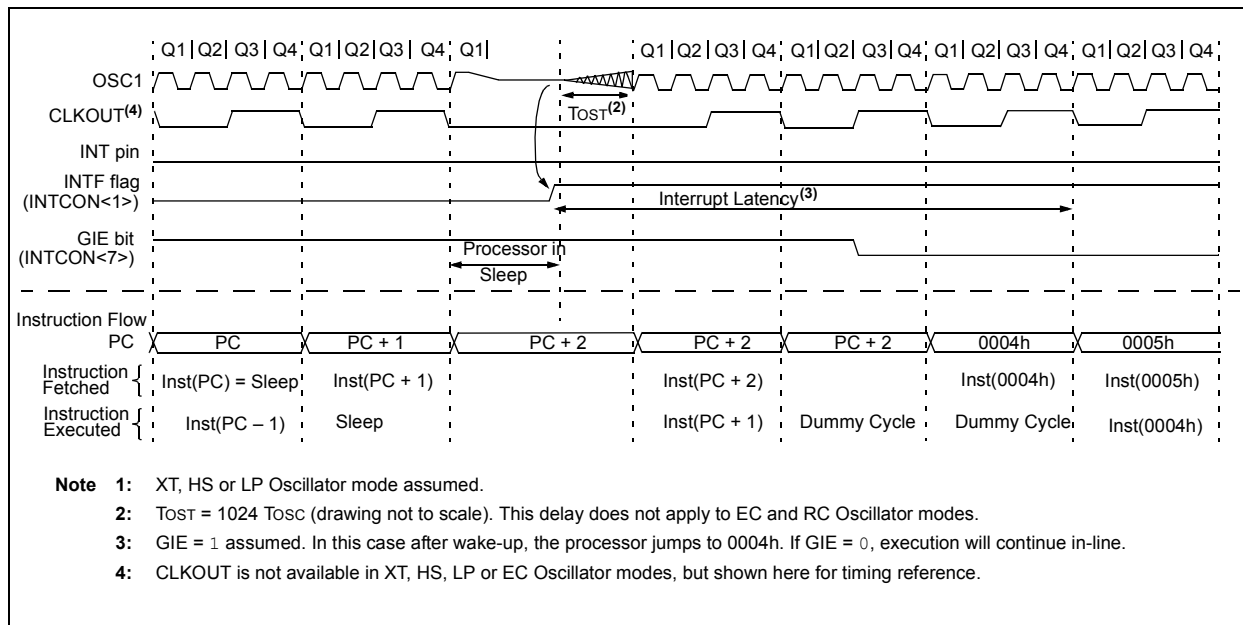 Q1 | Q2 | Q3 | Q4 | Q1 | Q2 | Q3 | Q4 | Q1 | Q1 | Q2 | Q3 | Q4 | Q1 | Q2 | Q3 | Q4 | Q1 | Q2 | Q3 | Q4 | Q1 | Q2 | Q3 | Q4
OSC1
TOST(2)
CLKOUT(4)
INT pin
INTF flag
(INTCON<1>)
Interrupt Latency(3)
GIE bit
(INTCON<7>)
Processor in
Sleep
Instruction Flow
PC PC PC + 1 PC + 2 PC + 2 PC + 2 0004h 0005h
Instruction
Fetched
Inst(PC) = Sleep Inst(PC + 1) Inst(PC + 2) Inst(0004h) Inst(0005h)
Instruction
Executed
Inst(PC – 1) Sleep Inst(PC + 1) Dummy Cycle Dummy Cycle Inst(0004h)
Note 1: XT, HS or LP Oscillator mode assumed.
2: TOST = 1024 TOSC (drawing not to scale). This delay does not apply to EC and RC Oscillator modes.
3: GIE = 1 assumed. In this case after wake-up, the processor jumps to 0004h. If GIE = 0, execution will continue in-line.
4: CLKOUT is not available in XT, HS, LP or EC Oscillator modes, but shown here for timing reference.